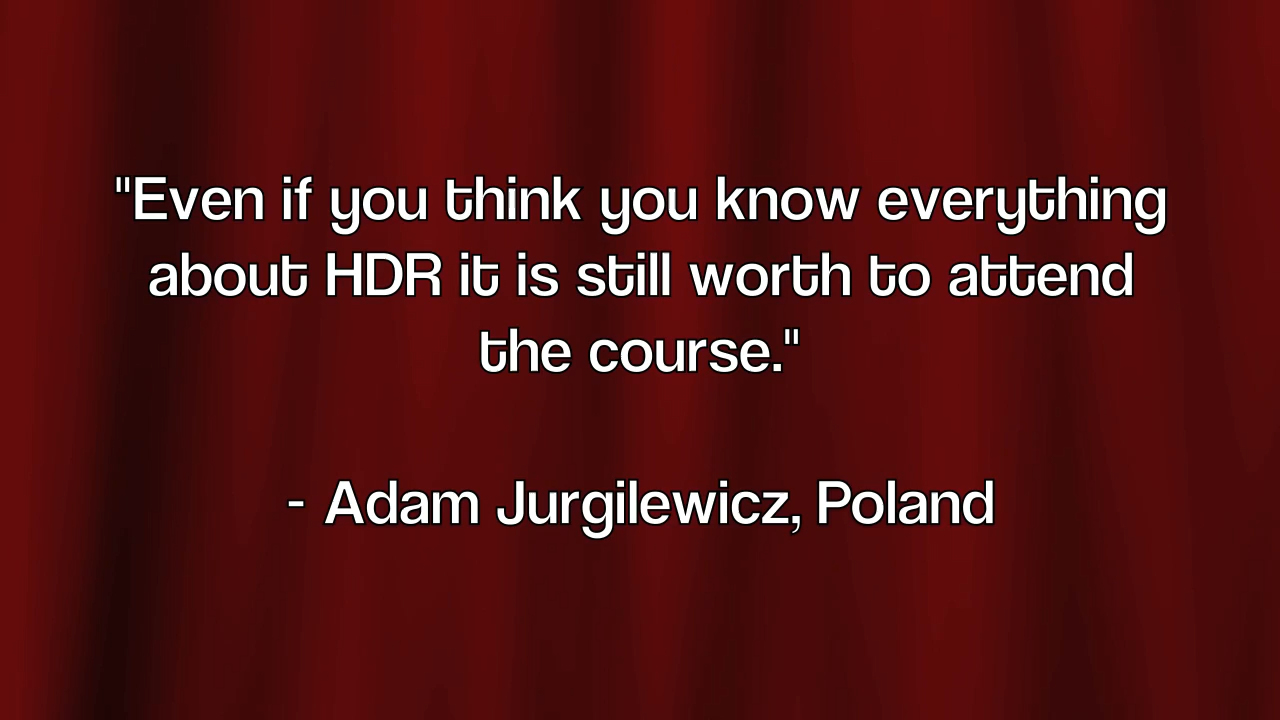 "Even if you think you know everything
about HDR it is still worth to attend
the course."
- Adam Jurgilewicz, Poland